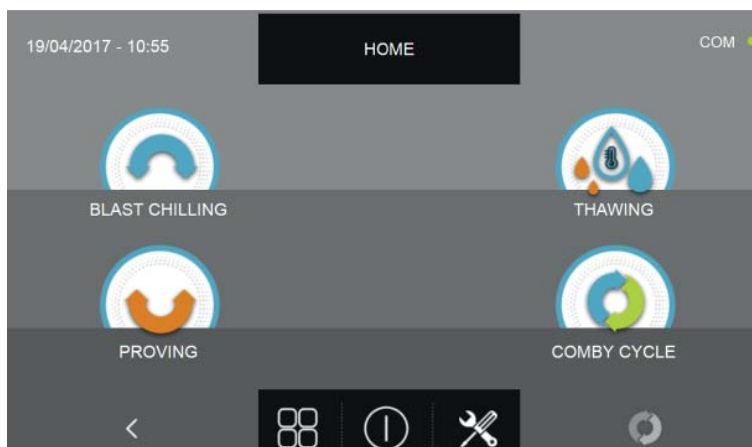 19/04/2017 - 10:55
HOME
COM
BLAST CHILLING
THAWING
PROVING
COMBY CYCLE